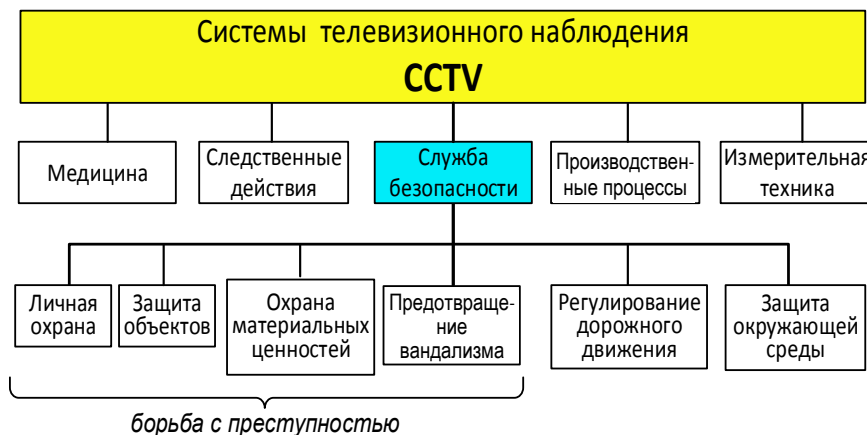 Системы телевизионного наблюдения
CCTV
Медицина
Следственные
действия
Служба
безопасности
Производствен-
ные процессы
Измерительная
техника
Личная
охрана
Защита
объектов
Охрана
материальных
ценностей
Предотвраще-
ние
вандализма
Регулирование
дорожного
движения
Защита
окружающей
среды
борьба с преступностью